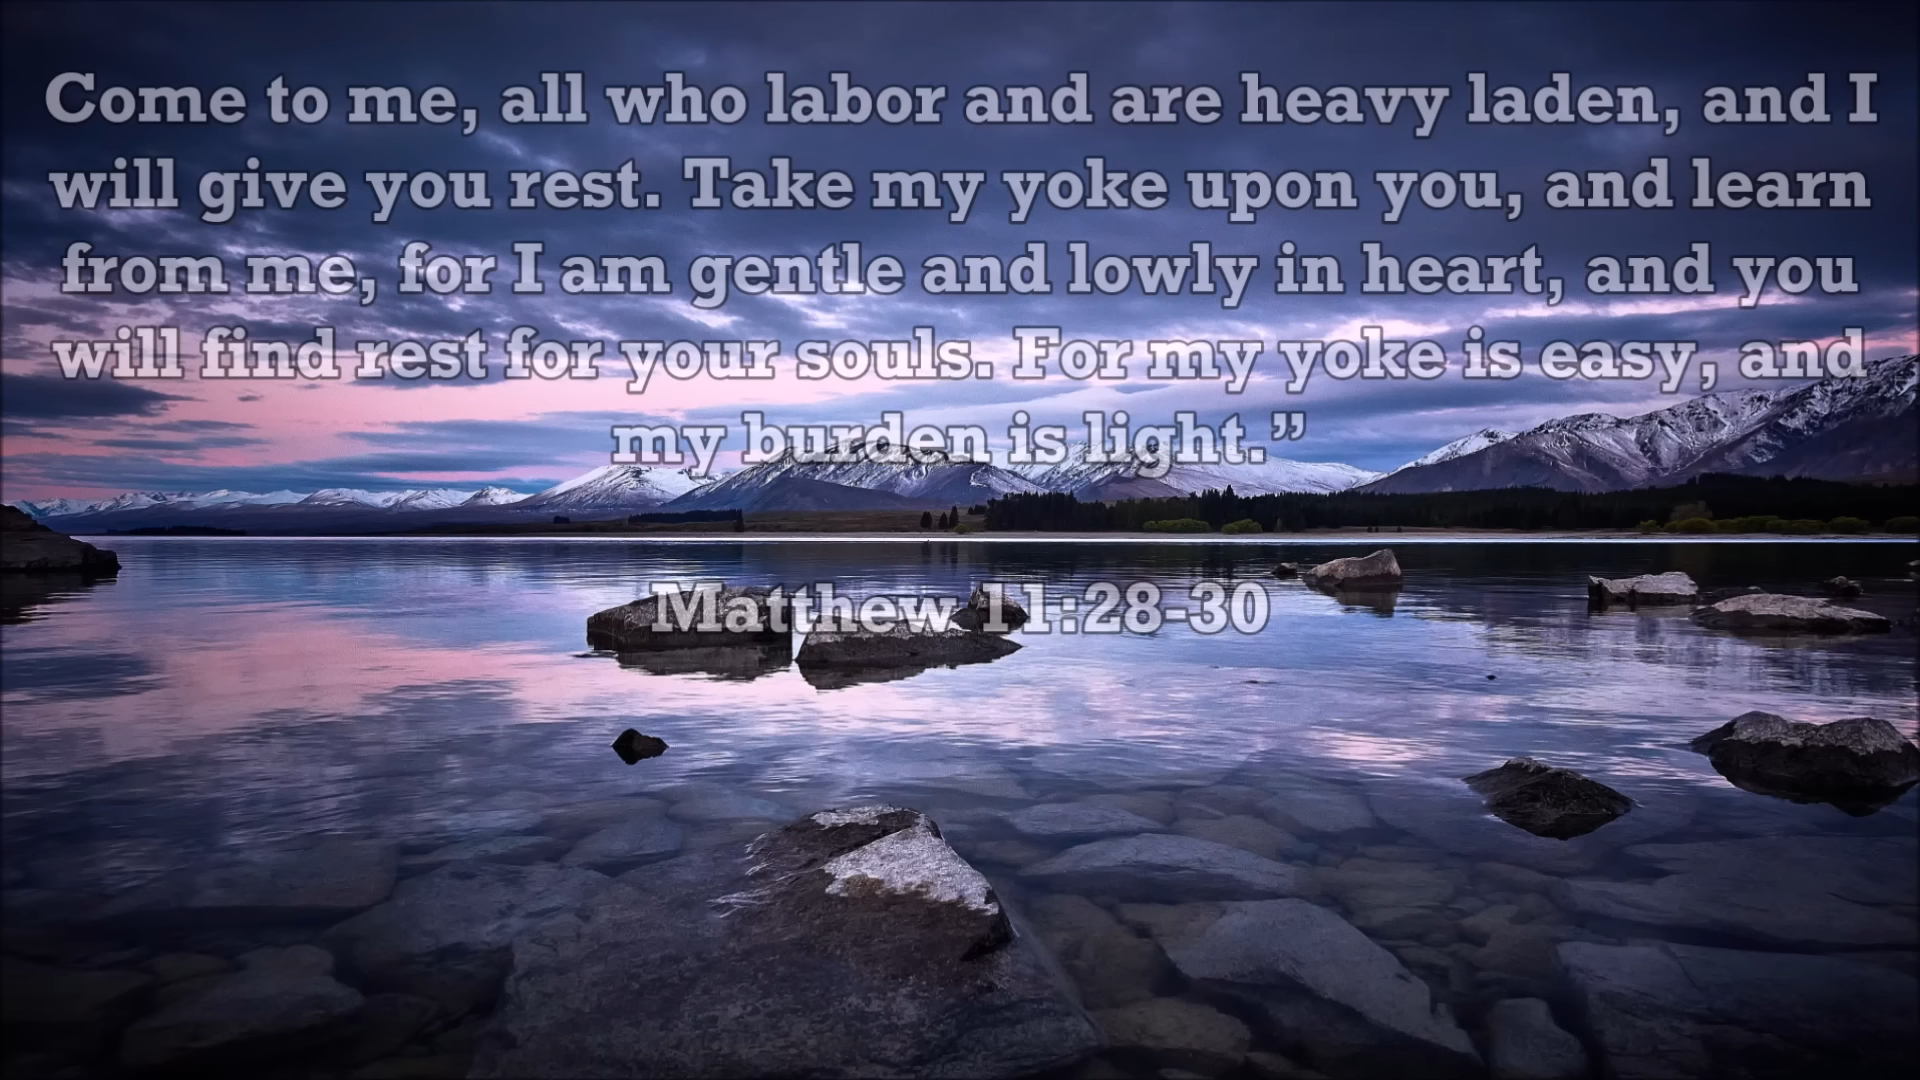 Come to me, all who labor and are heavy laden, and I
will give you rest. Take my yoke upon you, and learn
from me, for I am gentle and lowly in heart, and you
will find rest for your souls. For my yoke is easy, and
my burden is light.”
Matthew 11:28-30